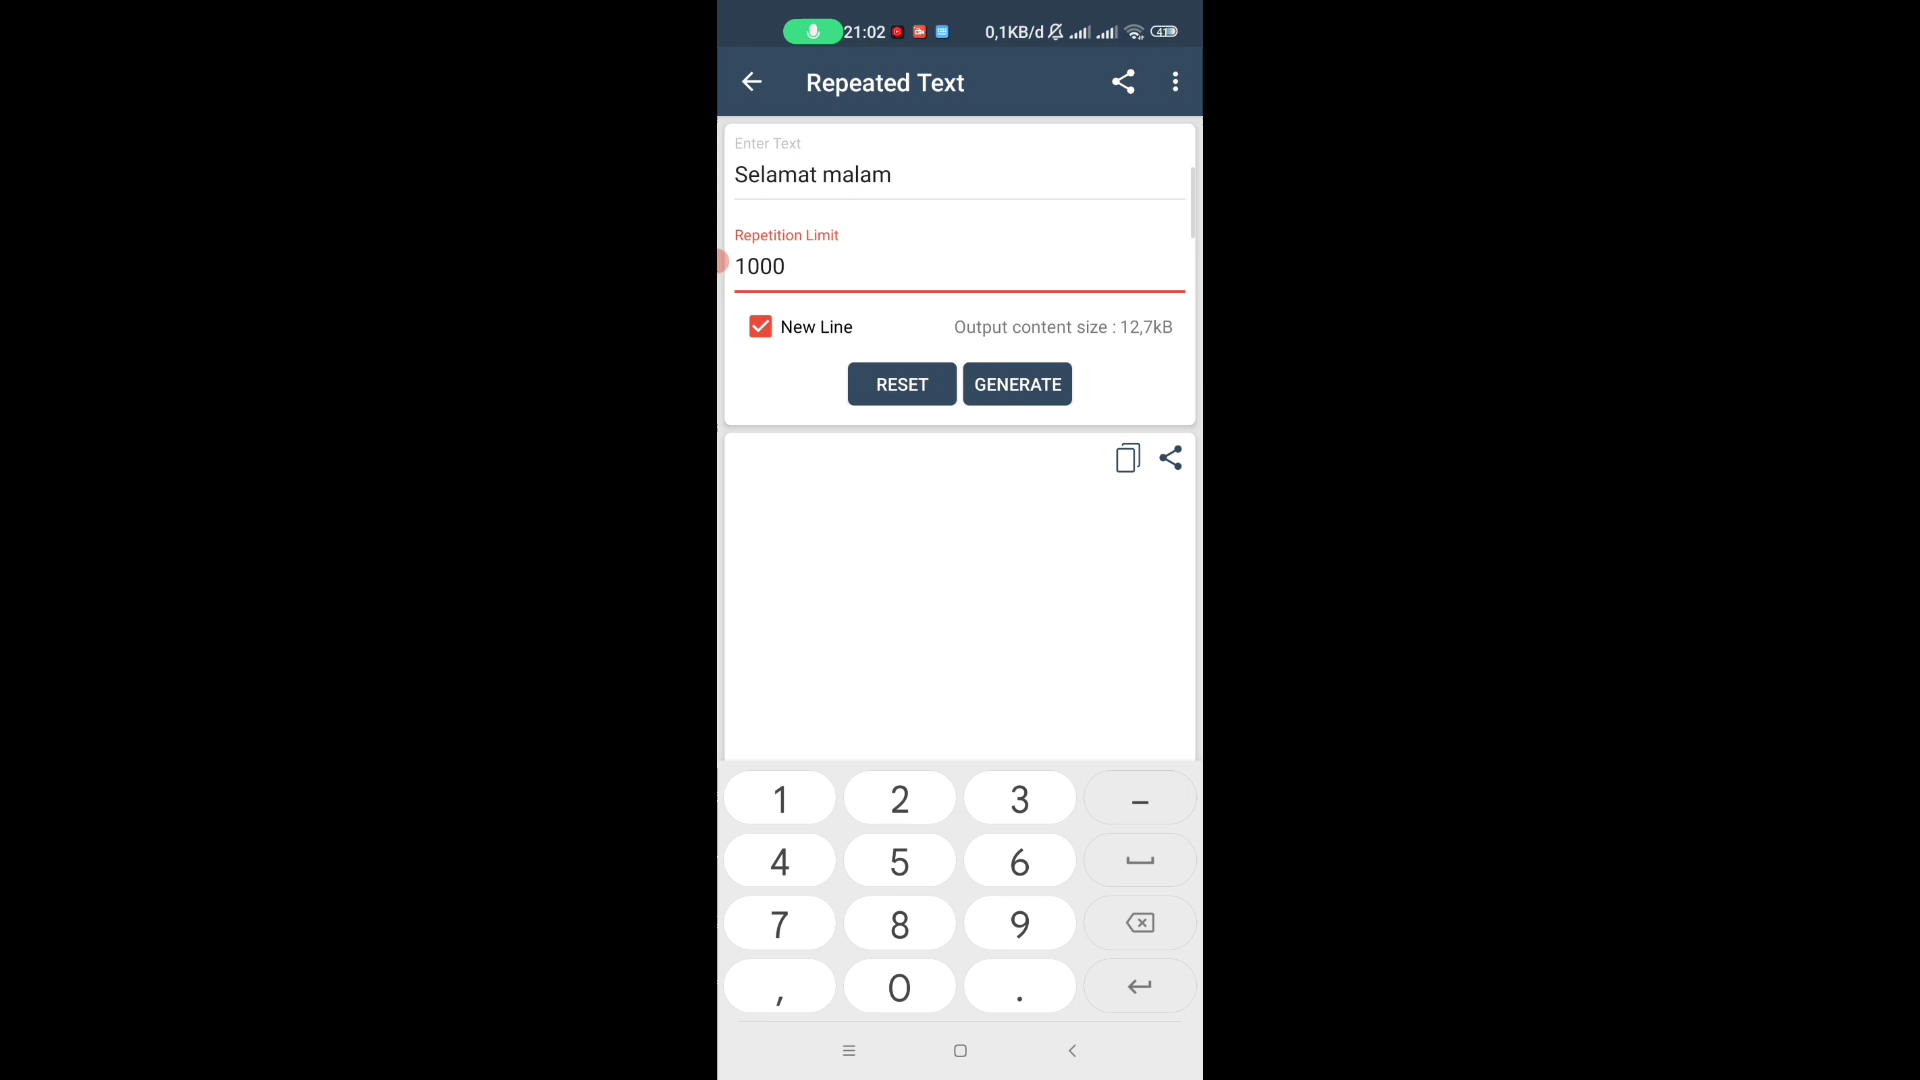 21:02 0,1KB/d 41
Repeated Text
Enter Text
Selamat malam
Repetition Limit
1000
New Line Output content size : 12,7kB
RESET GENERATE
1 2 3 –
4 5 6
7 8 9
, 0 .